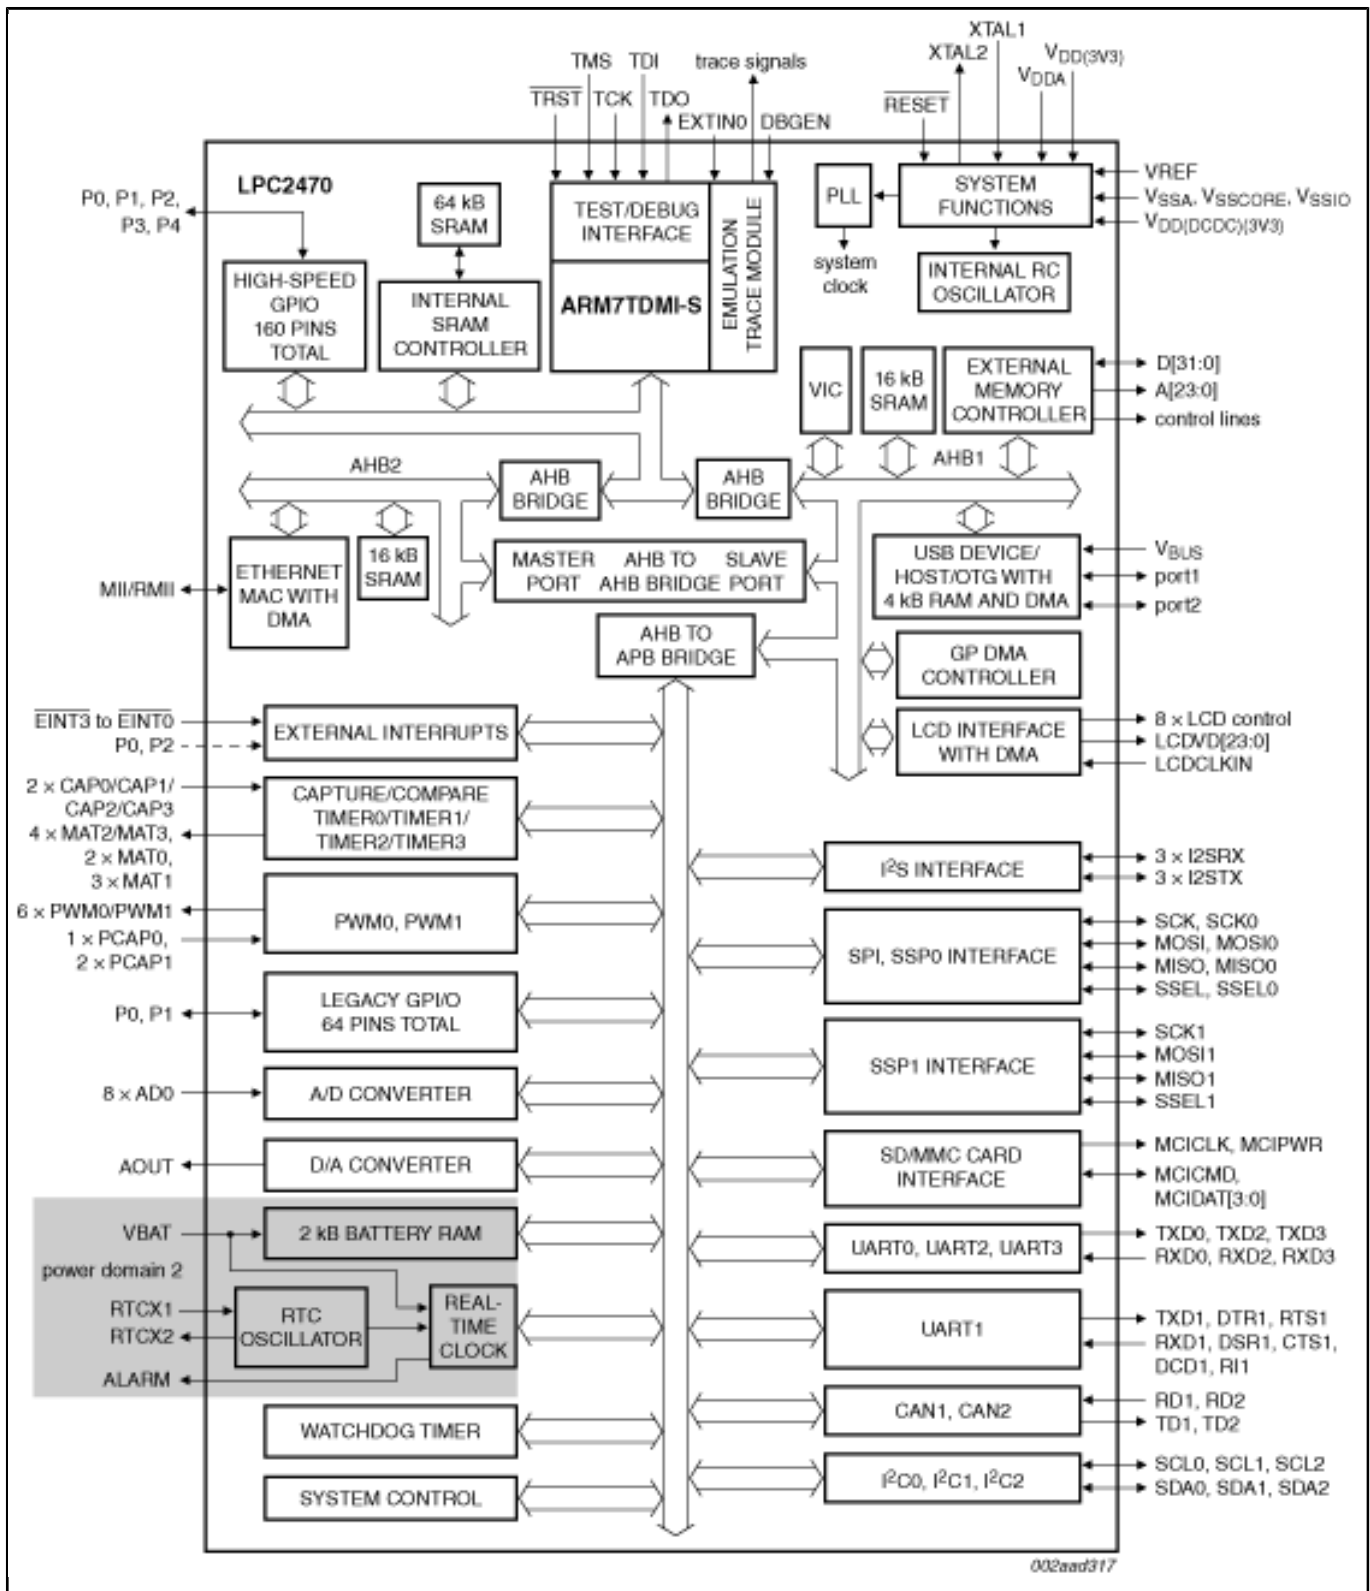 XTAL1
XTAL2
VDD(3V3)
VDDA
RESET
TMS TDI trace signals
TRST TCK TDO
EXTIN0 DBGEN
LPC2470
P0, P1, P2,
P3, P4
64 kB
SRAM
TEST/DEBUG
INTERFACE
EMULATION
TRACE MODULE
PLL
SYSTEM
FUNCTIONS
VREF
VSSA, VSSCORE, VSSIO
VDD(DCDC)(3V3)
system
clock
HIGH-SPEED
GPIO
160 PINS
TOTAL
INTERNAL
SRAM
CONTROLLER
ARM7TDMI-S
INTERNAL RC
OSCILLATOR
VIC
16 kB
SRAM
EXTERNAL
MEMORY
CONTROLLER
D[31:0]
A[23:0]
control lines
AHB2
AHB
BRIDGE
AHB
BRIDGE
AHB1
ETHERNET
MAC WITH
DMA
16 kB
SRAM
MASTER AHB TO SLAVE
PORT AHB BRIDGE PORT
USB DEVICE/
HOST/OTG WITH
4 kB RAM AND DMA
VBUS
port1
port2
MII/RMII
AHB TO
APB BRIDGE
GP DMA
CONTROLLER
EINT3 to EINT0
P0, P2
EXTERNAL INTERRUPTS
LCD INTERFACE
WITH DMA
8 × LCD control
LCDVD[23:0]
LCDCLKIN
2 × CAP0/CAP1/
CAP2/CAP3
4 × MAT2/MAT3,
2 × MAT0,
3 × MAT1
CAPTURE/COMPARE
TIMER0/TIMER1/
TIMER2/TIMER3
I2S INTERFACE
3 × I2SRX
3 × I2STX
6 × PWM0/PWM1
1 × PCAP0,
2 × PCAP1
PWM0, PWM1
SPI, SSP0 INTERFACE
SCK, SCK0
MOSI, MOSI0
MISO, MISO0
SSEL, SSEL0
P0, P1
LEGACY GPI/O
64 PINS TOTAL
SSP1 INTERFACE
SCK1
MOSI1
MISO1
SSEL1
8 × AD0
A/D CONVERTER
AOUT
D/A CONVERTER
SD/MMC CARD
INTERFACE
MCICLK, MCIPWR
MCICMD,
MCIDAT[3:0]
VBAT
2 kB BATTERY RAM
UART0, UART2, UART3
TXD0, TXD2, TXD3
RXD0, RXD2, RXD3
power domain 2
RTCX1
RTCX2
RTC
OSCILLATOR
REAL-
TIME
CLOCK
ALARM
UART1
TXD1, DTR1, RTS1
RXD1, DSR1, CTS1,
DCD1, RI1
WATCHDOG TIMER
CAN1, CAN2
RD1, RD2
TD1, TD2
SYSTEM CONTROL
I2C0, I2C1, I2C2
SCL0, SCL1, SCL2
SDA0, SDA1, SDA2
002aad317